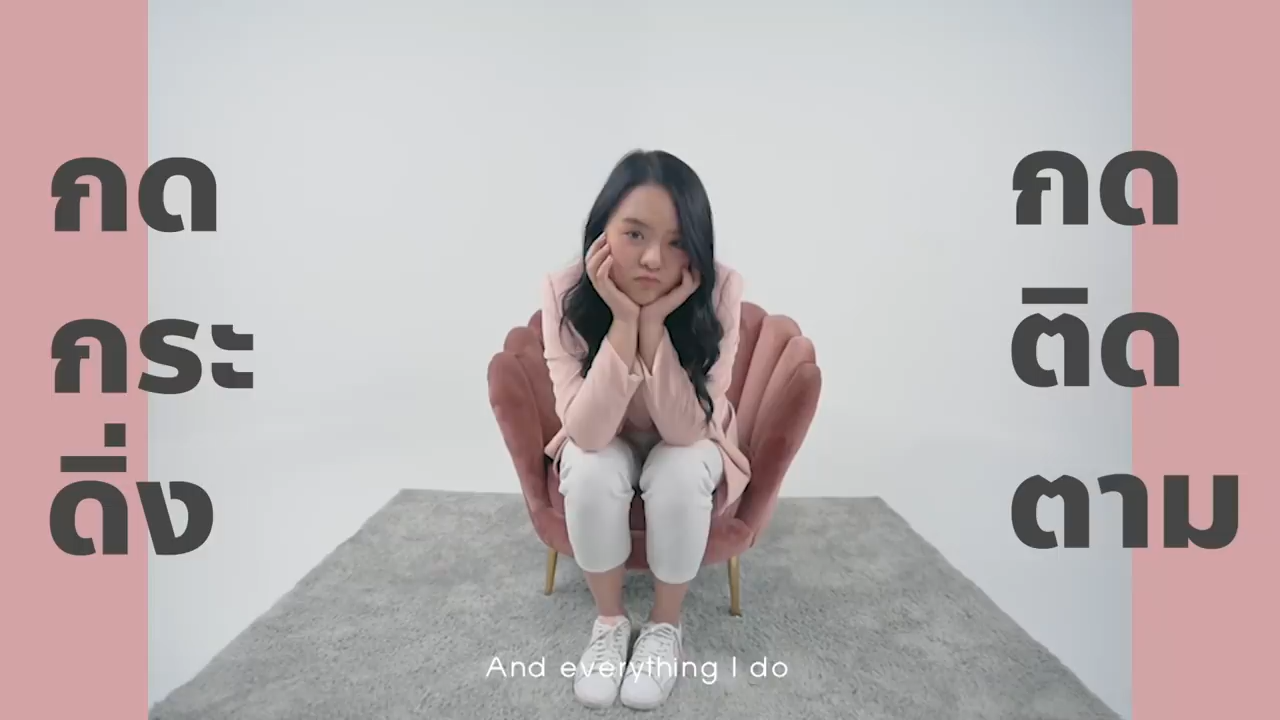 กด
กระ
ดิ่ง
กด
ติด
ตาม
And everything I do